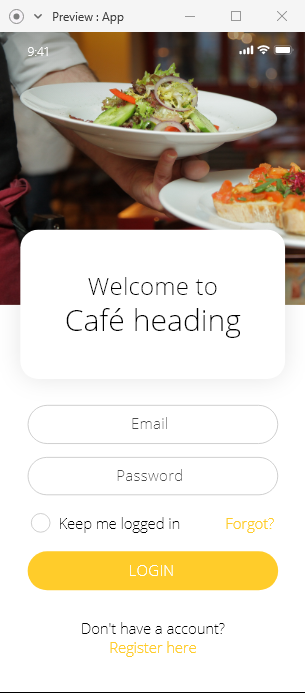 Preview : App
9:41
Welcome to
Café heading
Email
Password
Keep me logged in Forgot?
LOGIN
Don't have a account?
Register here